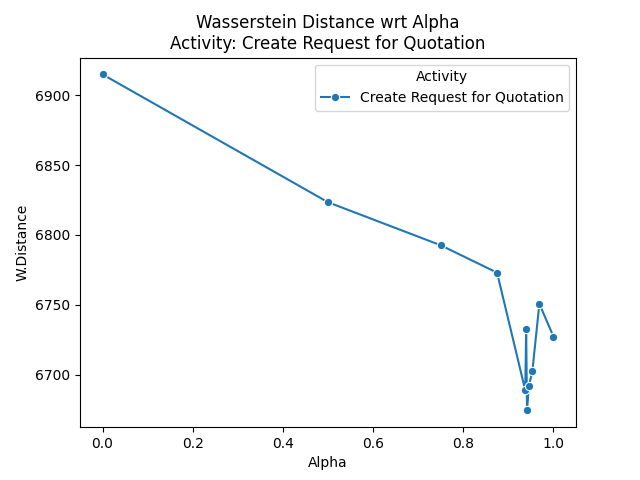 Wasserstein Distance wrt Alpha
Activity: Create Request for Quotation
Activity
Create Request for Quotation
6900
6850
6800
6750
6700
W.Distance
0.0 0.2 0.4 0.6 0.8 1.0
Alpha